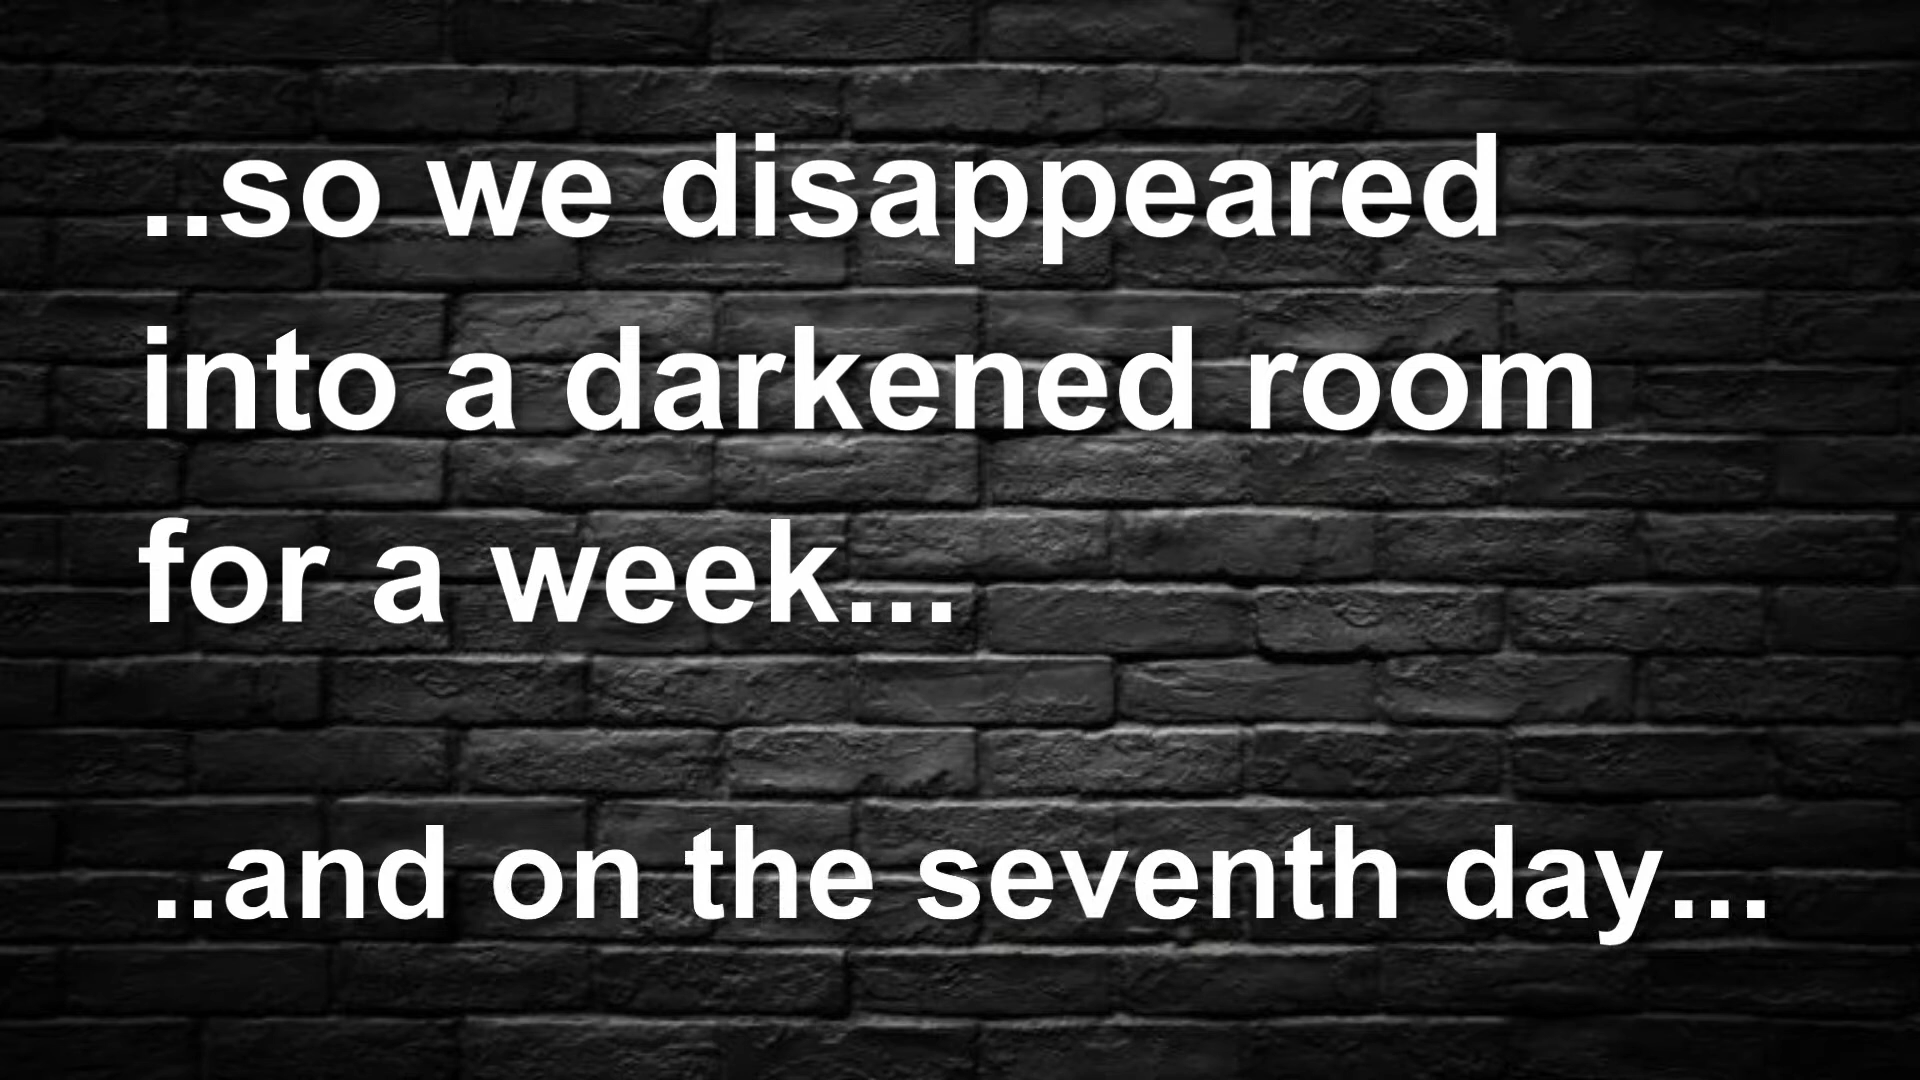 ..so we disappeared
into a darkened room
for a week...
..and on the seventh day...